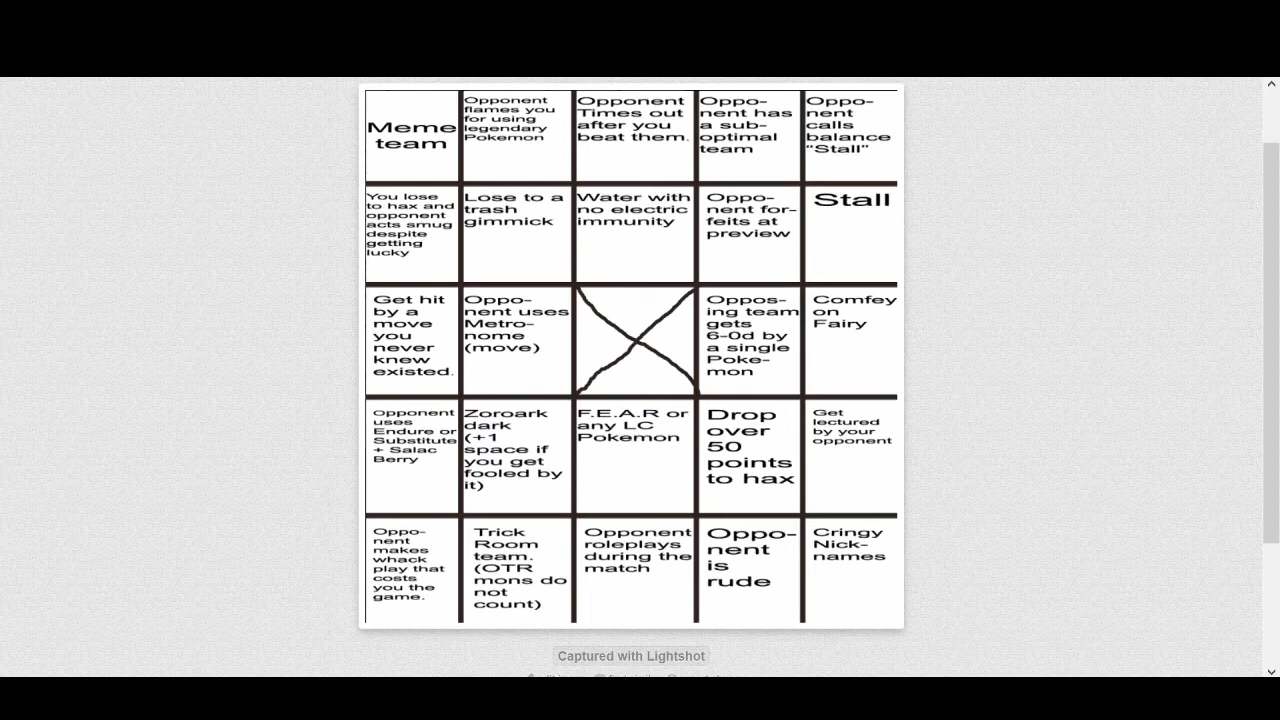 Meme
team
Opponent
flames you
for using
legendary
Pokemon
Opponent
Times out
after you
beat them.
Oppo-
nent has
a sub-
optimal
team
Oppo-
nent
calls
balance
"Stall"
You lose
to hax and
opponent
acts smug
despite
getting
lucky
Lose to a
trash
gimmick
Water with
no electric
immunity
Oppo-
nent for-
feits at
preview
Stall
Get hit
by a
move
you
never
knew
existed.
Oppo-
nent uses
Metro-
nome
(move)
Oppos-
ing team
gets
6-0d by
a single
Poke-
mon
Comfey
on
Fairy
Opponent
uses
Endure or
Substitute
+ Salac
Berry
Zoroark
dark
(+1
space if
you get
fooled by
it)
F.E.A.R or
any LC
Pokemon
Drop
over
50
points
to hax
Get
lectured
by your
opponent
Oppo-
nent
makes
whack
play that
costs
you the
game.
Trick
Room
team.
(OTR
mons do
not
count)
Opponent
roleplays
during the
match
Oppo-
nent
is
rude
Cringy
Nick-
names
Captured with Lightshot